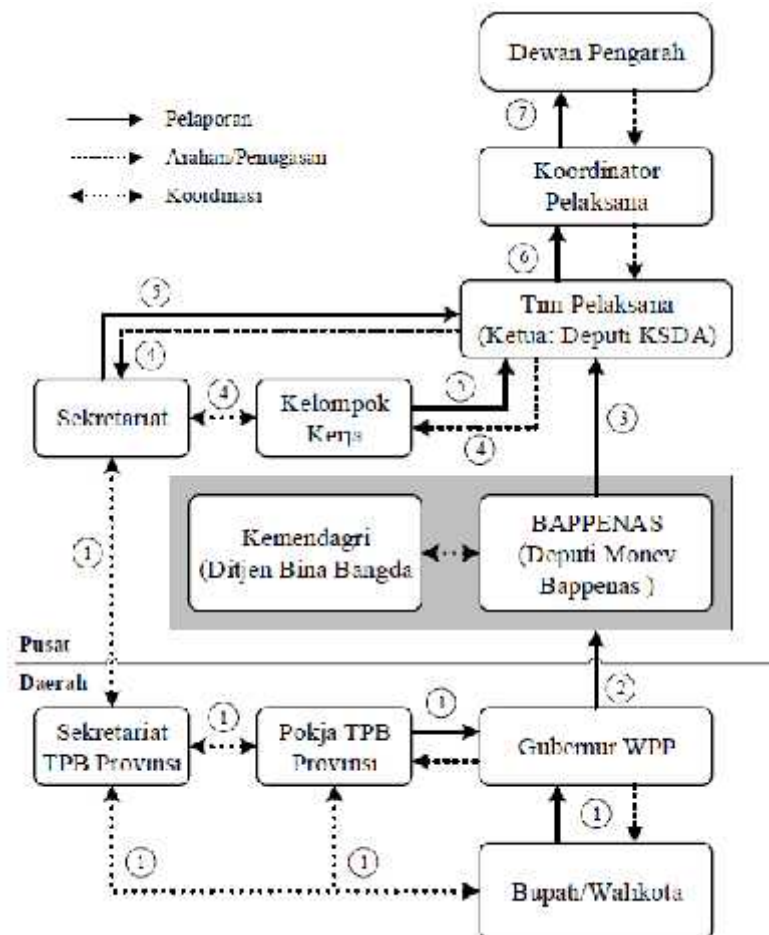 Dewan Pengarah
Pelaporan
Arahan/Penugasan
Koordinasi
7
Koordinator
Pelaksana
6
5
Tim Pelaksana
(Ketua: Deputi KSDA)
4
Sekretariat
4
Kelompok
Kerja
5
4
3
1
Kemendagri
(Ditjen Bina Bangda
BAPPENAS
(Deputi Monev
Bappenas )
Pusat
Daerah
2
Sekretariat
TPB Provinsi
1
Pokja TPB
Provinsi
1
Gubernur WPP
1
1
1
Bupati/Walikota